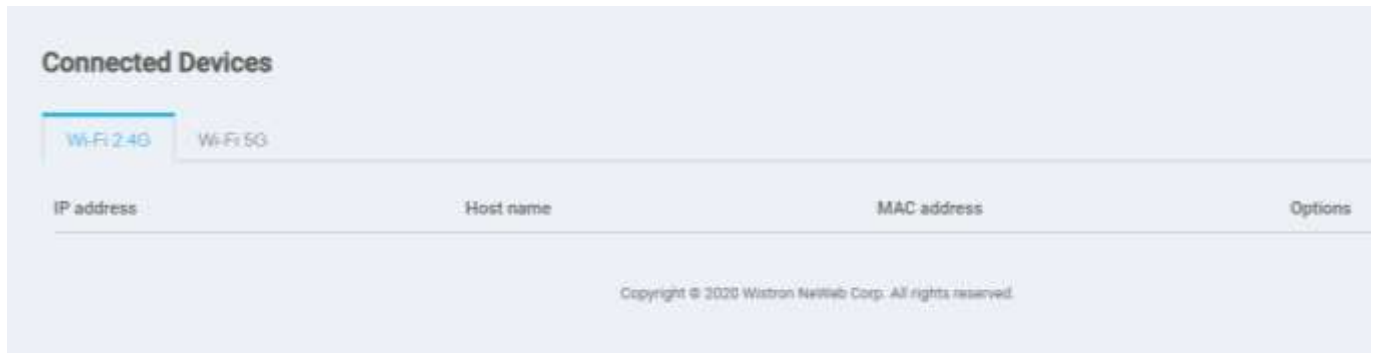 Connected Devices
Wi-Fi 2.4G Wi-Fi 5G
IP address Host name MAC address Options
Copyright © 2020 Wistron NeWeb Corp. All rights reserved.